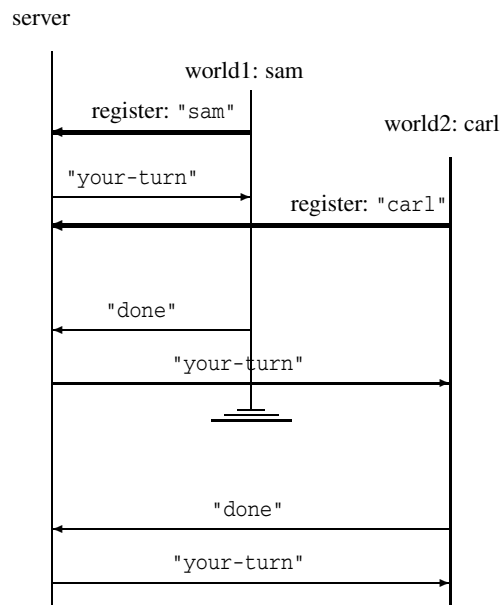 server
world1: sam
register: "sam"
world2: carl
"your-turn"
register: "carl"
"done"
"your-turn"
"done"
"your-turn"